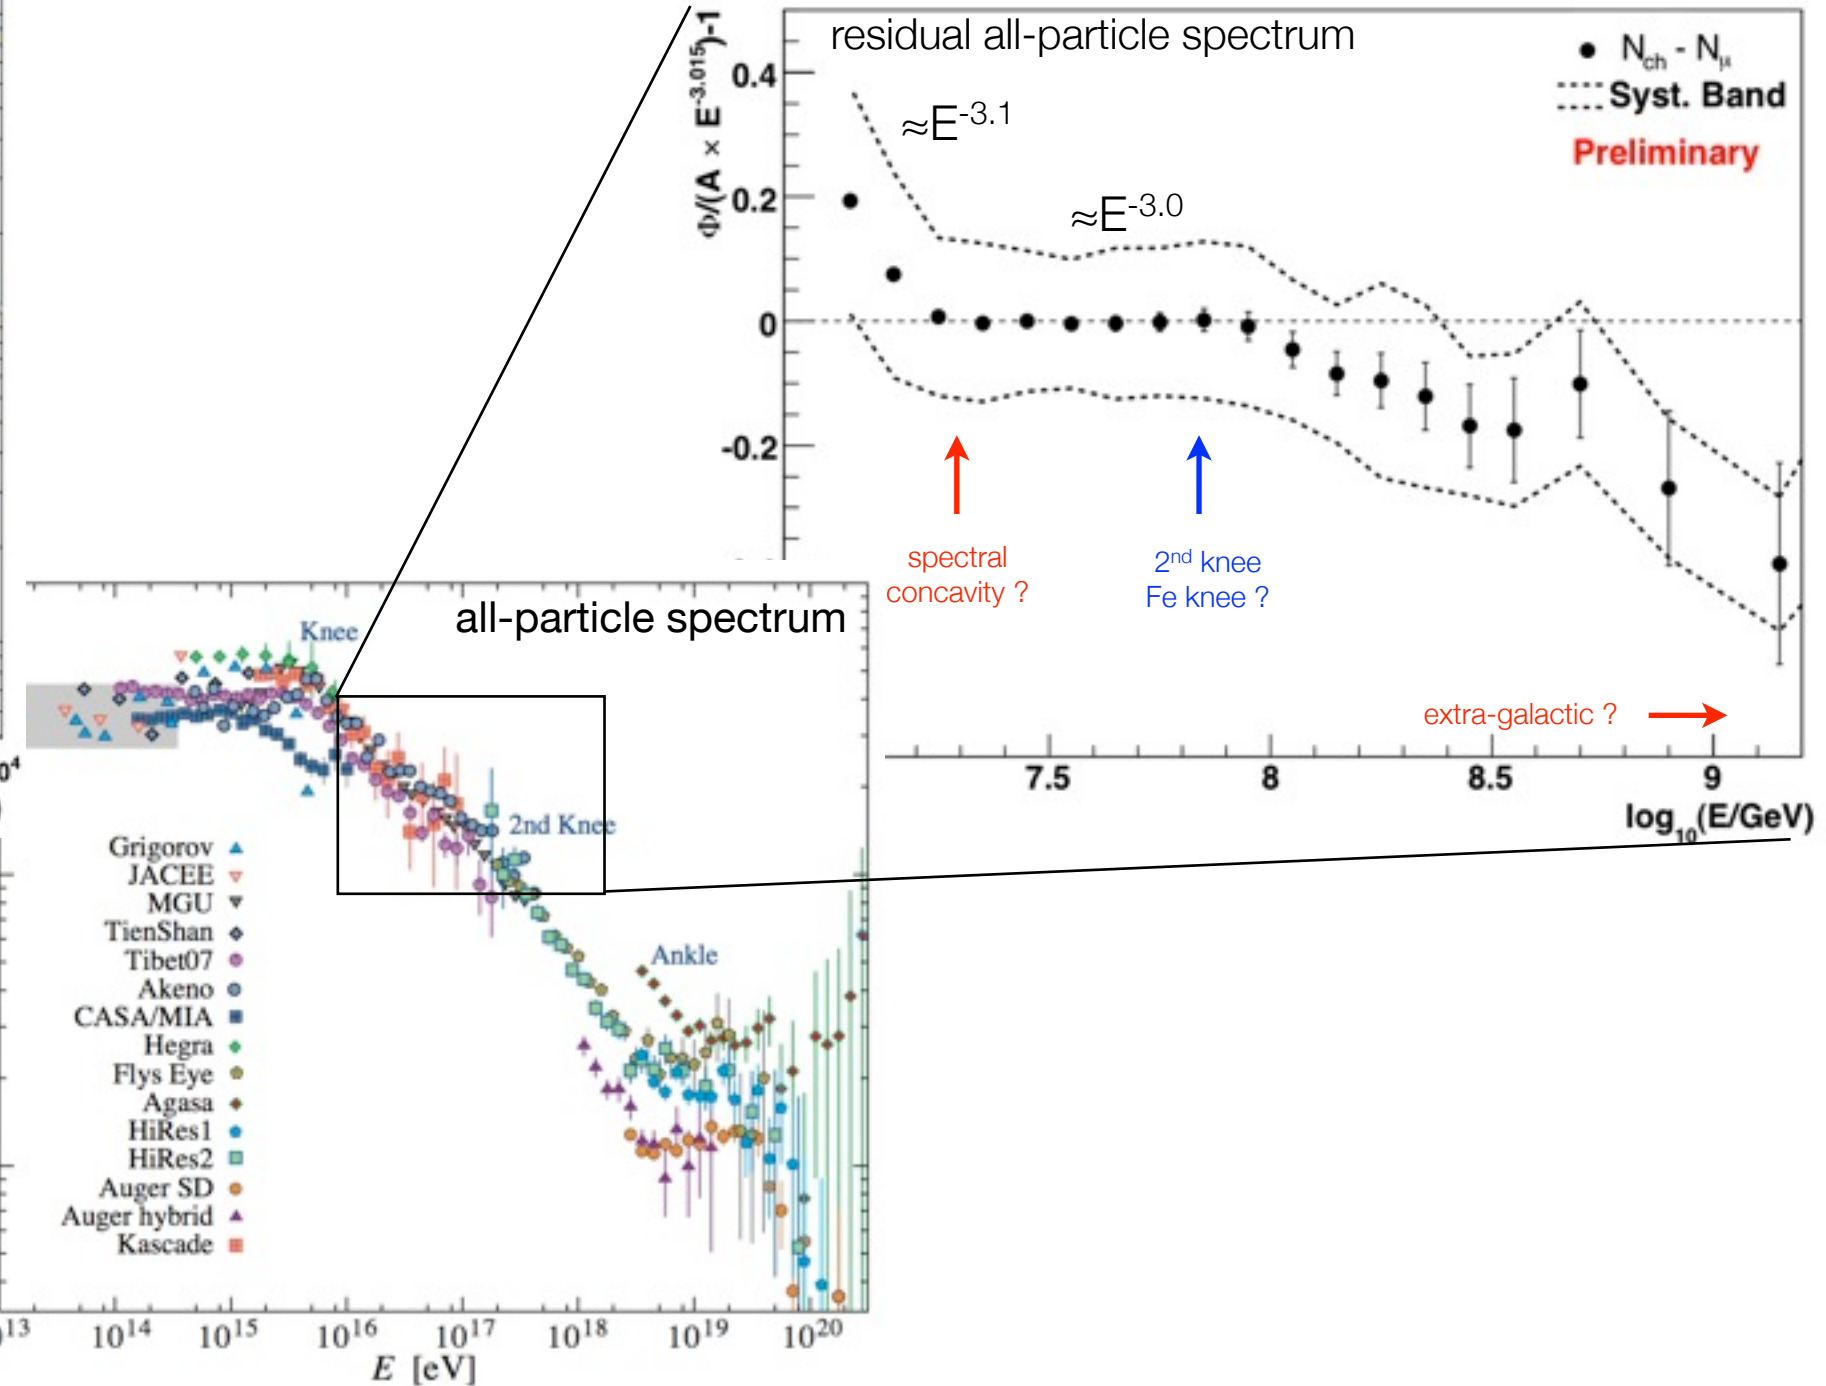 residual all-particle spectrum
Φ/(A × E^-3.015)-1
N_ch - N_μ
Syst. Band
Preliminary
≈E^-3.1
≈E^-3.0
0.4
0.2
0
-0.2
spectral
concavity ?
2nd knee
Fe knee ?
extra-galactic ?
7.5
8
8.5
9
log10(E/GeV)
all-particle spectrum
Knee
2nd Knee
Ankle
Grigorov
JACEE
MGU
TienShan
Tibet07
Akeno
CASA/MIA
Hegra
Flys Eye
Agasa
HiRes1
HiRes2
Auger SD
Auger hybrid
Kascade
10^14
10^15
10^16
10^17
10^18
10^19
10^20
E [eV]